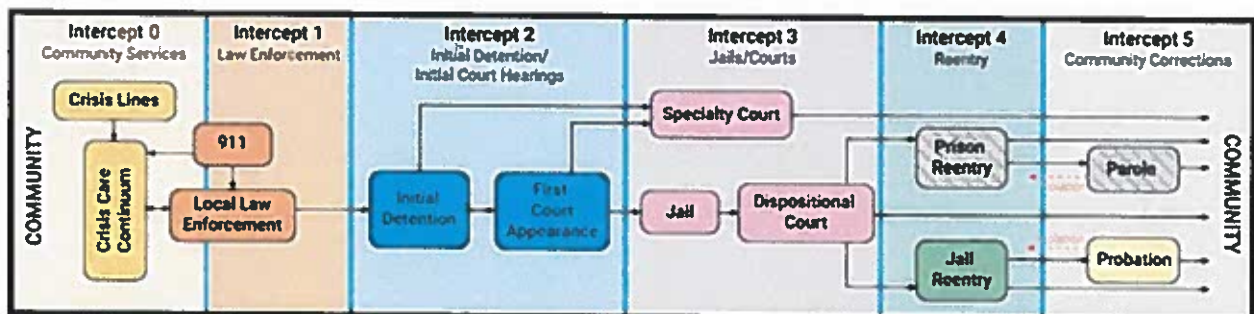 Intercept 0
Community Services
Intercept 1
Law Enforcement
Intercept 2
Initial Detention/
Initial Court Hearings
Intercept 3
Jails/Courts
Intercept 4
Reentry
Intercept 5
Community Corrections
COMMUNITY
Crisis Lines
Crisis Care
Continuum
911
Local Law
Enforcement
Initial
Detention
First
Court
Appearance
Specialty Court
Jail
Dispositional
Court
Prison
Reentry
Parole
Jail
Reentry
Probation
COMMUNITY